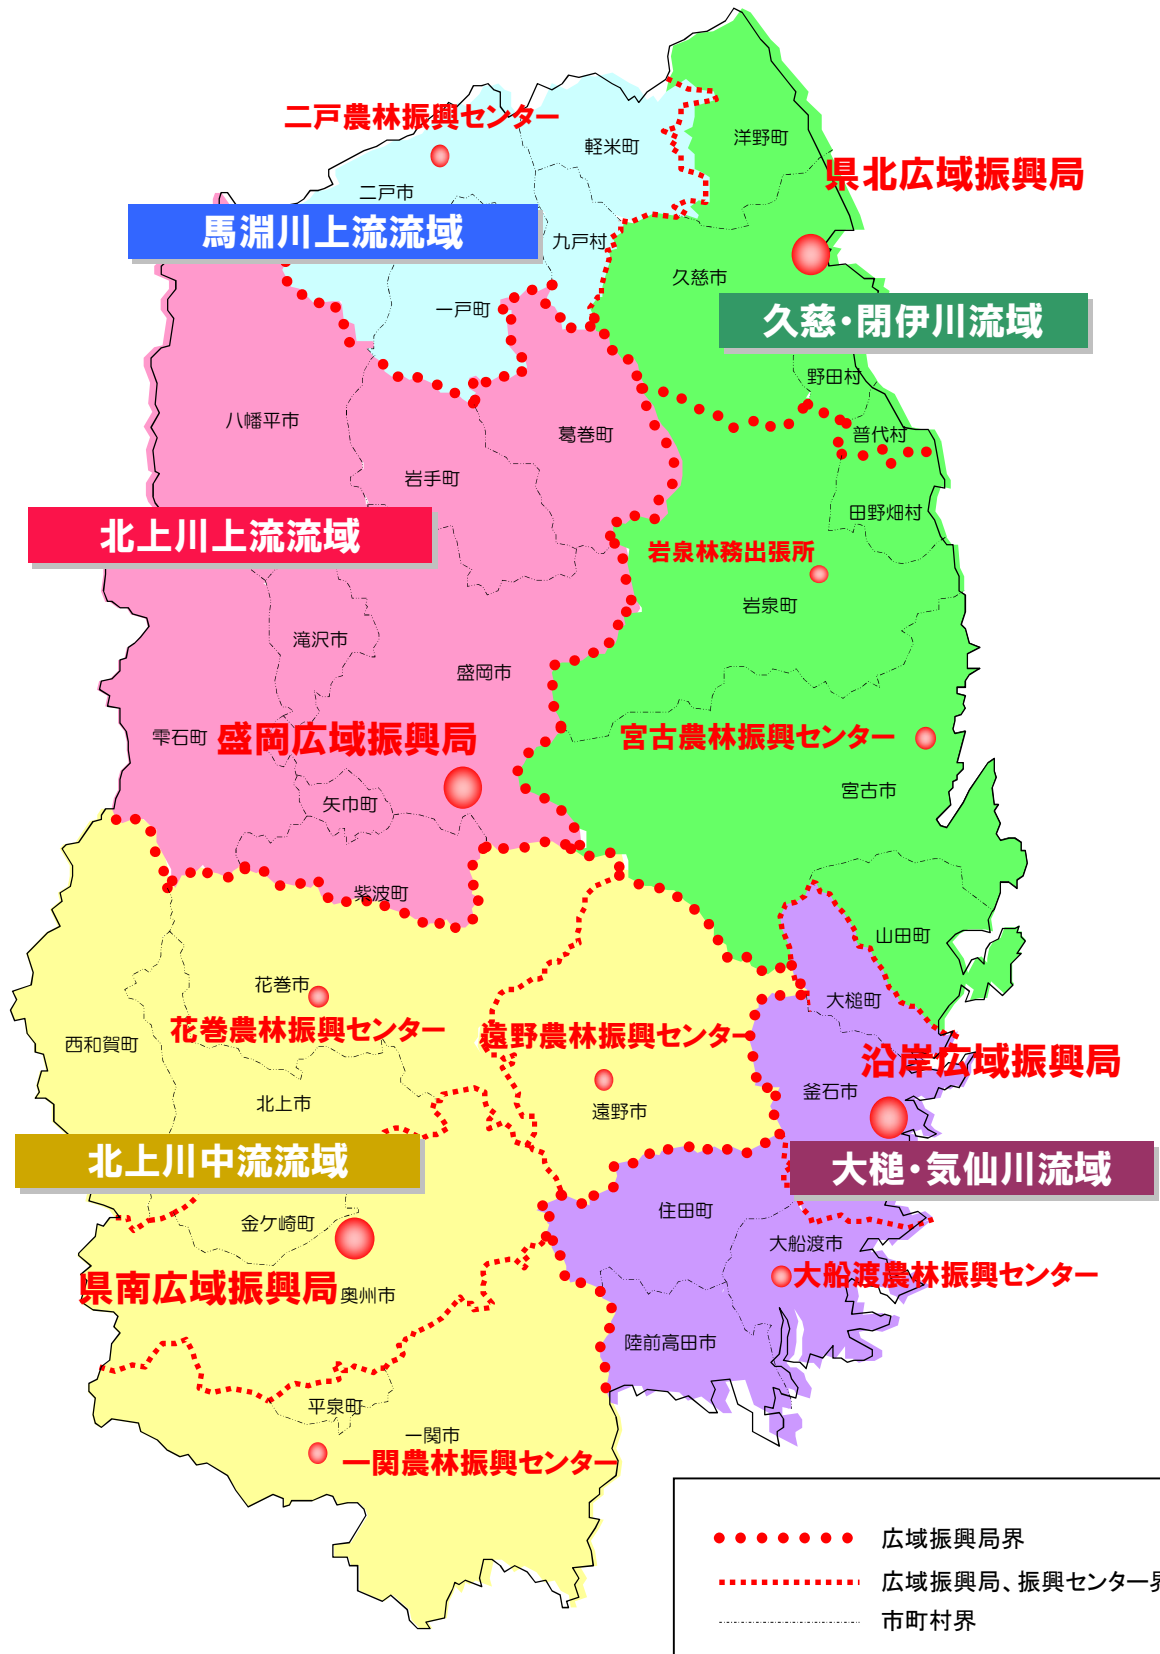 二戸農林振興センター
軽米町
洋野町
県北広域振興局
二戸市
馬淵川上流流域
九戸村
久慈市
一戸町
久慈・閉伊川流域
野田村
八幡平市
葛巻町
普代村
岩手町
田野畑村
北上川上流流域
岩泉林務出張所
岩泉町
滝沢市
盛岡市
雫石町
盛岡広域振興局
宮古農林振興センター
宮古市
矢巾町
紫波町
山田町
花巻市
大槌町
花巻農林振興センター
遠野農林振興センター
西和賀町
沿岸広域振興局
釜石市
北上市
遠野市
北上川中流流域
大槌・気仙川流域
住田町
金ケ崎町
大船渡市
県南広域振興局
奥州市
大船渡農林振興センター
陸前高田市
平泉町
一関市
一関農林振興センター
広域振興局界
広域振興局、振興センター界
市町村界